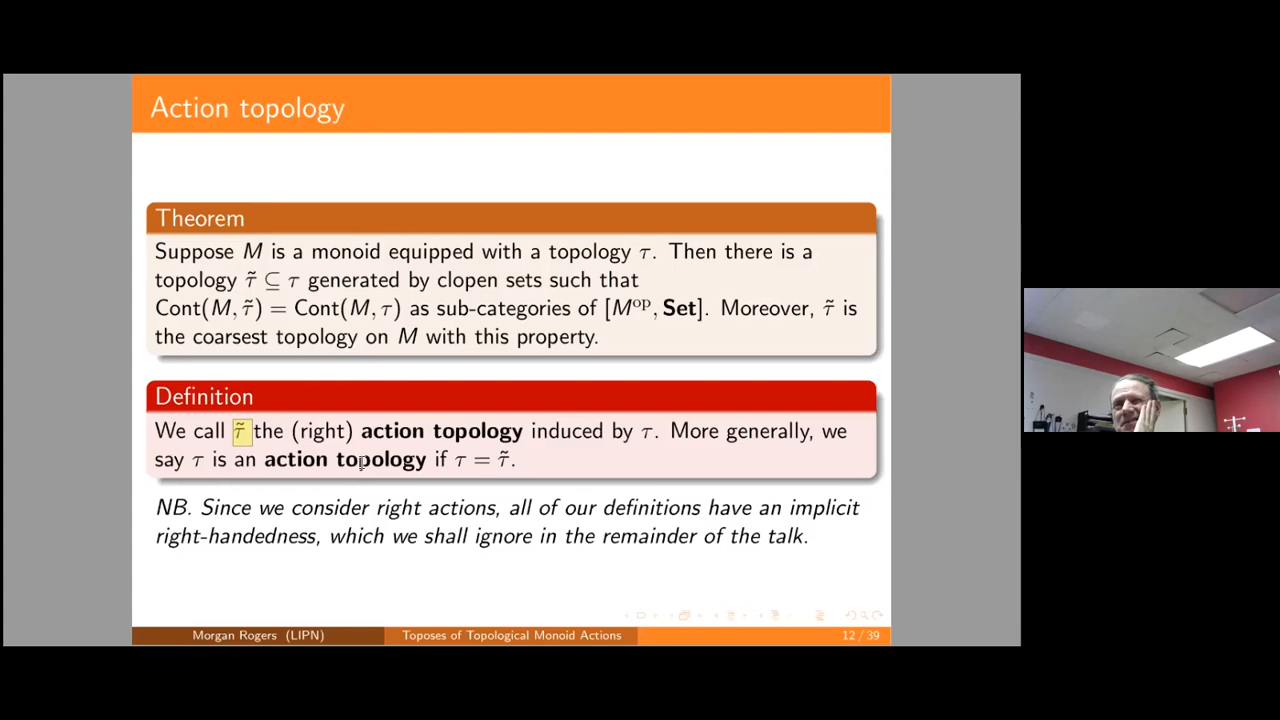 Action topology
Theorem
Suppose M is a monoid equipped with a topology τ. Then there is a
topology τ̃ ⊆ τ generated by clopen sets such that
Cont(M, τ̃) = Cont(M, τ) as sub-categories of [Mᵒᵖ, Set]. Moreover, τ̃ is
the coarsest topology on M with this property.
Definition
We call τ̃ the (right) action topology induced by τ. More generally, we
say τ is an action topology if τ = τ̃.
NB. Since we consider right actions, all of our definitions have an implicit
right-handedness, which we shall ignore in the remainder of the talk.
Morgan Rogers (LIPN) Toposes of Topological Monoid Actions 12 / 39